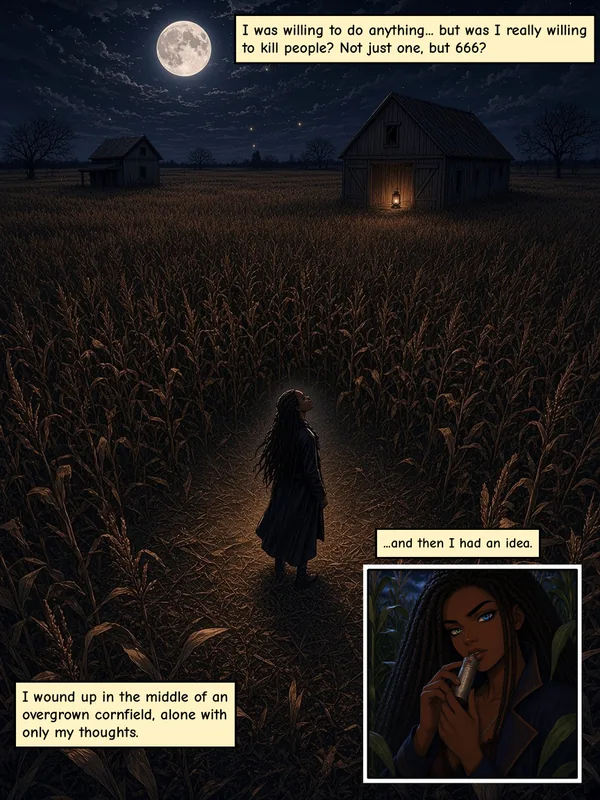 I was willing to do anything... but was I really willing
to kill people? Not just one, but 666?
I wound up in the middle of an
overgrown cornfield, alone with
only my thoughts.
...and then I had an idea.